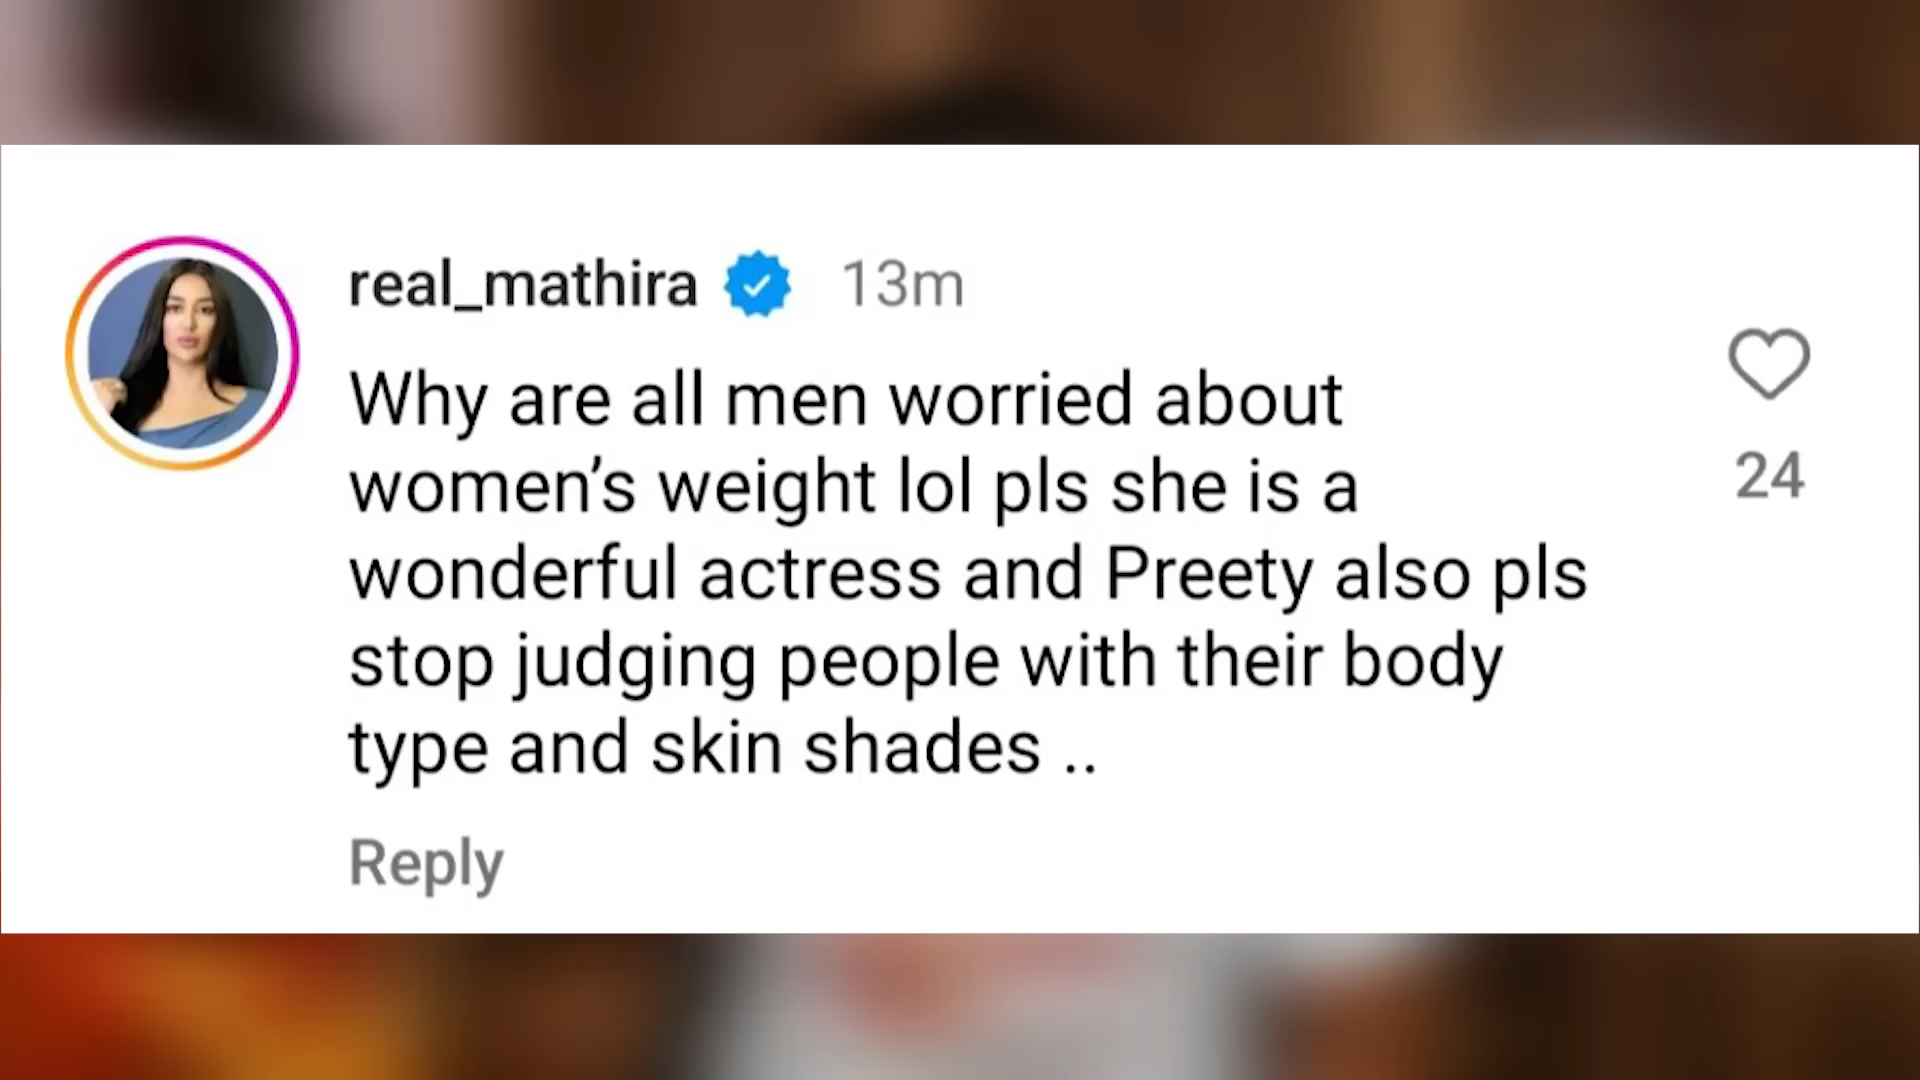 real_mathira 13m
Why are all men worried about
women’s weight lol pls she is a
wonderful actress and Preety also pls
stop judging people with their body
type and skin shades ..
24
Reply